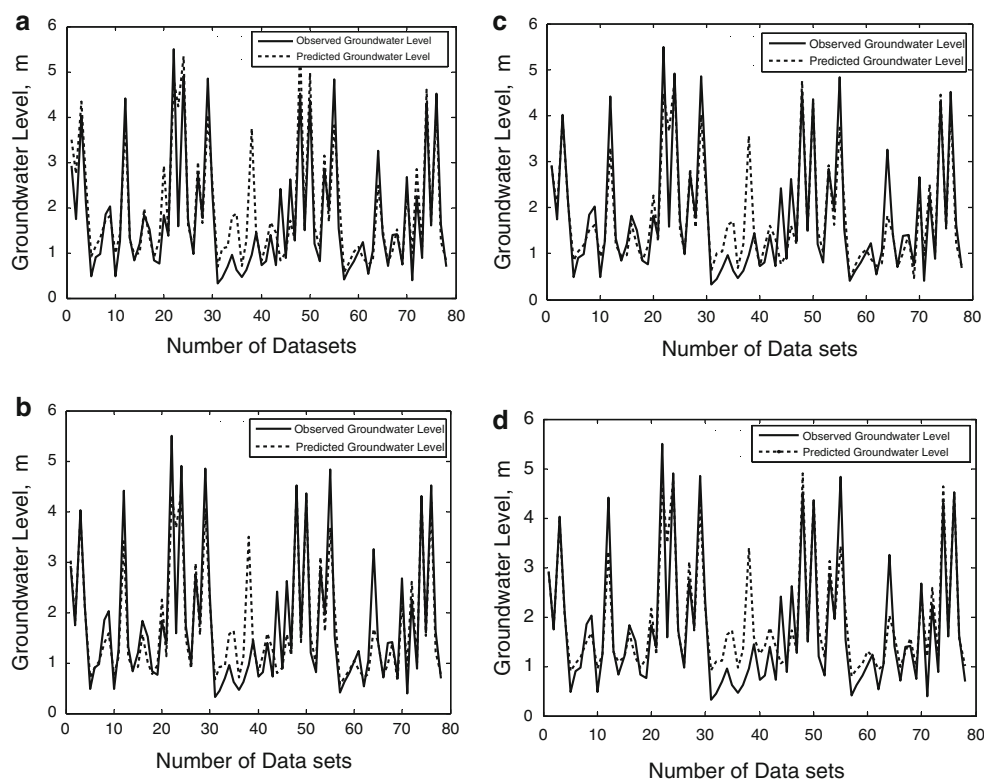 a
6
5
4
3
2
1
0
Groundwater Level, m
Observed Groundwater Level
Predicted Groundwater Level
0 10 20 30 40 50 60 70 80
Number of Datasets
c
6
5
4
3
2
1
0
Groundwater Level, m
Observed Groundwater Level
Predicted Groundwater Level
0 10 20 30 40 50 60 70 80
Number of Data sets
b
6
5
4
3
2
1
0
Groundwater Level, m
Observed Groundwater Level
Predicted Groundwater Level
0 10 20 30 40 50 60 70 80
Number of Data sets
d
6
5
4
3
2
1
0
Groundwater Level, m
Observed Groundwater Level
Predicted Groundwater Level
0 10 20 30 40 50 60 70 80
Number of Data sets